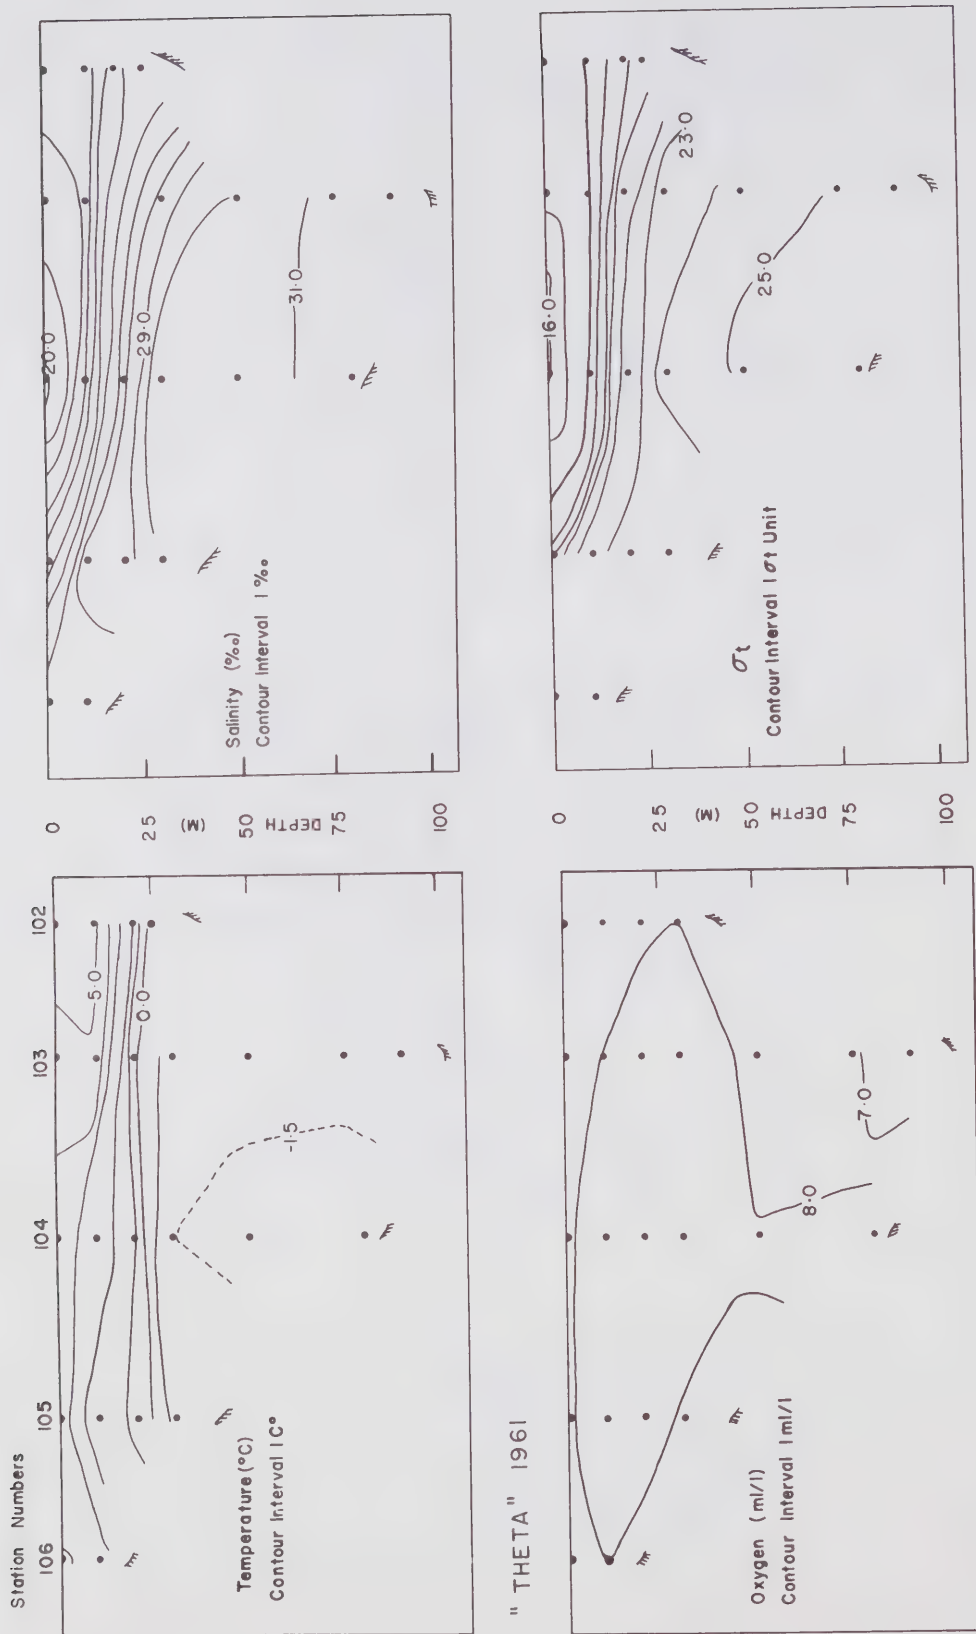 Station Numbers
106
105
104
103
102
5.0
0.0
-1.5
Temperature (°C)
Contour Interval 1 C°
0
25
50
75
100
DEPTH (M)
20.0
29.0
31.0
Salinity (‰)
Contour Interval 1 ‰
" THETA" 1961
8.0
7.0
Oxygen (ml/l)
Contour Interval 1 ml/l
0
25
50
75
100
DEPTH (M)
16.0
23.0
25.0
σt
Contour Interval 1 σt Unit